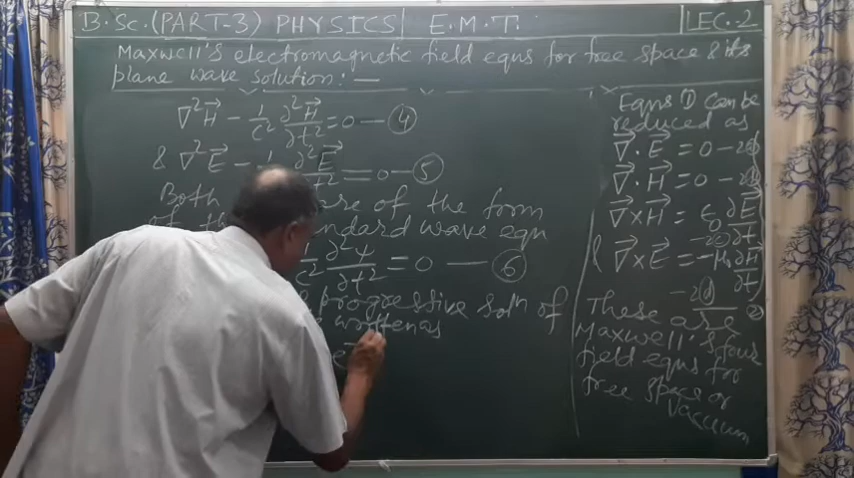 B.Sc.(PART-3) PHYSICS | E.M.T. LEC.-2
Maxwell's electromagnetic field eqns for free space & its
plane wave solution:-
∇²H⃗ - 1/c² ∂²H⃗/∂t² = 0 — ④
& ∇²E⃗ - ∂²E⃗ = 0 — ⑤
Both are of the form
of wave eqn
∂²ψ/∂t² = 0 — ⑥
progressive soln of
written as
Eqns ① can be
reduced as
∇⃗.E⃗ = 0
∇⃗.H⃗ = 0
∇⃗×H⃗ = ε₀ ∂E⃗/∂t
& ∇⃗×E⃗ = -μ₀ ∂H⃗/∂t
These are
Maxwell's four
field eqns for
free space or
vacuum